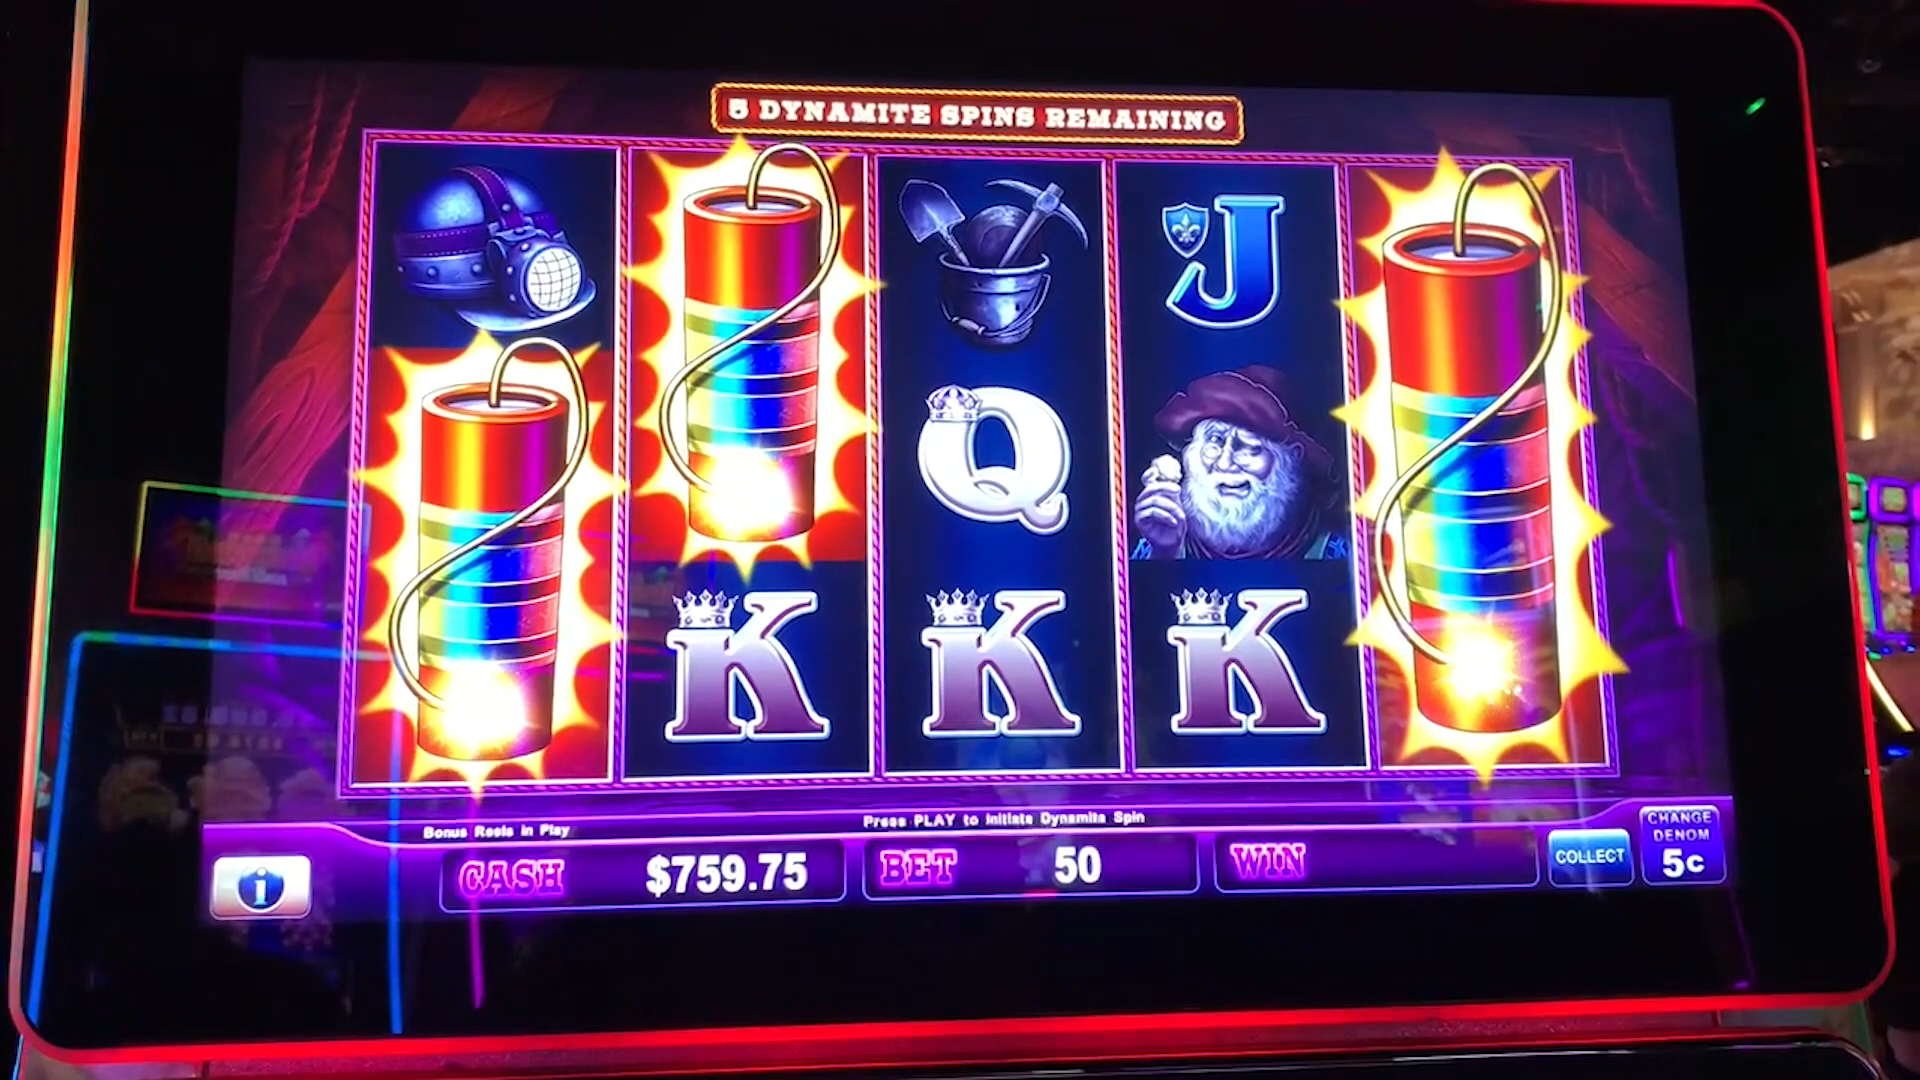 5 DYNAMITE SPINS REMAINING
J
Q
K
K
K
Bonus Reels in Play
Press PLAY to Initiate Dynamite Spin
CASH $759.75
BET 50
WIN
COLLECT
CHANGE
DENOM
5c
i